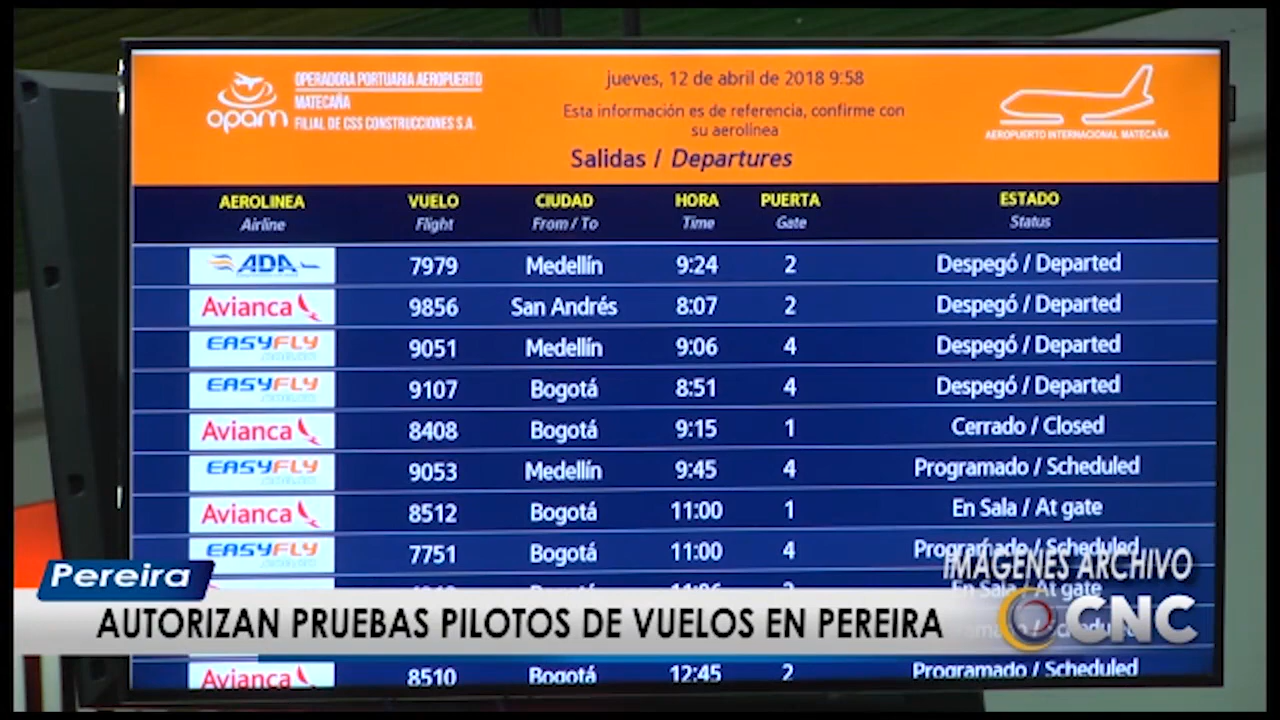 OPERADORA PORTUARIA AEROPUERTO
MATECAÑA
FILIAL DE CSS CONSTRUCCIONES S.A.
opam
jueves, 12 de abril de 2018 9:58
Esta información es de referencia, confirme con
su aerolínea
Salidas / Departures
AEROPUERTO INTERNACIONAL MATECAÑA
AEROLINEA VUELO CIUDAD HORA PUERTA ESTADO
Airline Flight From / To Time Gate Status
ADA 7979 Medellín 9:24 2 Despegó / Departed
Avianca 9856 San Andrés 8:07 2 Despegó / Departed
EASYFLY 9051 Medellín 9:06 4 Despegó / Departed
EASYFLY 9107 Bogotá 8:51 4 Despegó / Departed
Avianca 8408 Bogotá 9:15 1 Cerrado / Closed
EASYFLY 9053 Medellín 9:45 4 Programado / Scheduled
Avianca 8512 Bogotá 11:00 1 En Sala / At gate
EASYFLY 7751 Bogotá 11:00 4 Programado / Scheduled
En Sala / At gate
Avianca 8510 Bogotá 12:45 2 Programado / Scheduled
IMÁGENES ARCHIVO
CNC
Pereira
AUTORIZAN PRUEBAS PILOTOS DE VUELOS EN PEREIRA